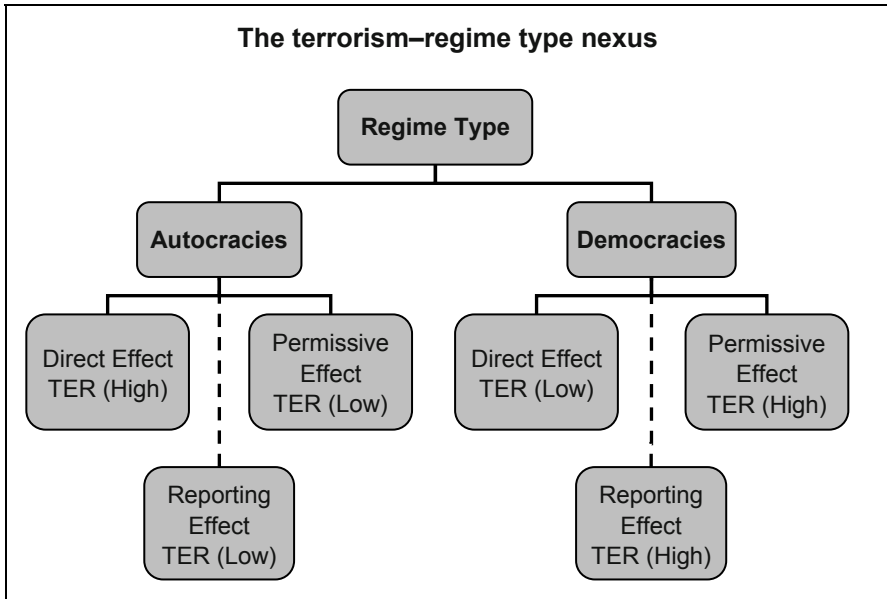 The terrorism–regime type nexus
Regime Type
Autocracies
Democracies
Direct Effect
TER (High)
Permissive
Effect
TER (Low)
Direct Effect
TER (Low)
Permissive
Effect
TER (High)
Reporting
Effect
TER (Low)
Reporting
Effect
TER (High)